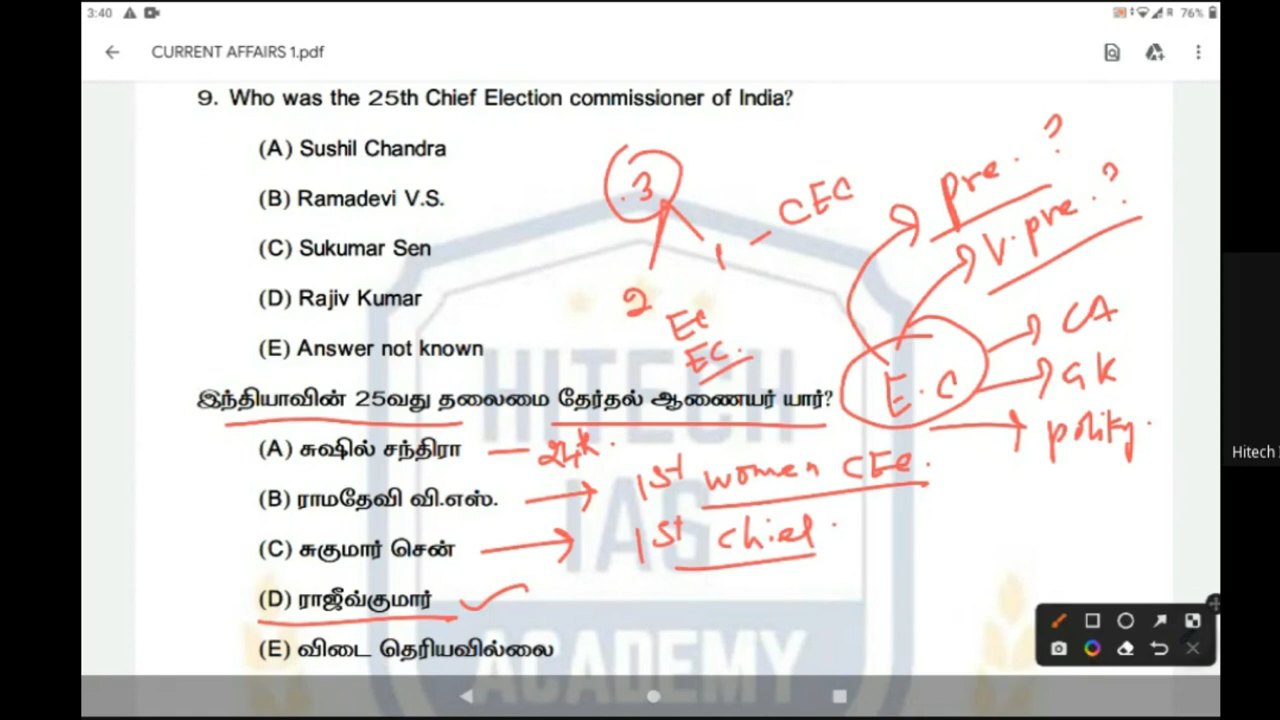 3:40
R 76%
CURRENT AFFAIRS 1.pdf
9. Who was the 25th Chief Election commissioner of India?
(A) Sushil Chandra
(B) Ramadevi V.S.
(C) Sukumar Sen
(D) Rajiv Kumar
(E) Answer not known
3
1 - CEC
2
EC
EC.
pre. ?
V. pre. ?
E.C
CA
GK
polity.
இந்தியாவின் 25வது தலைமை தேர்தல் ஆணையர் யார்?
(A) சுஷில் சந்திரா
(B) ராமதேவி வி.எஸ். 1st women CEC.
(C) சுகுமார் சென் 1st chief
(D) ராஜீவ்குமார்
(E) விடை தெரியவில்லை
HITECH
IAS
ACADEMY
Hitech